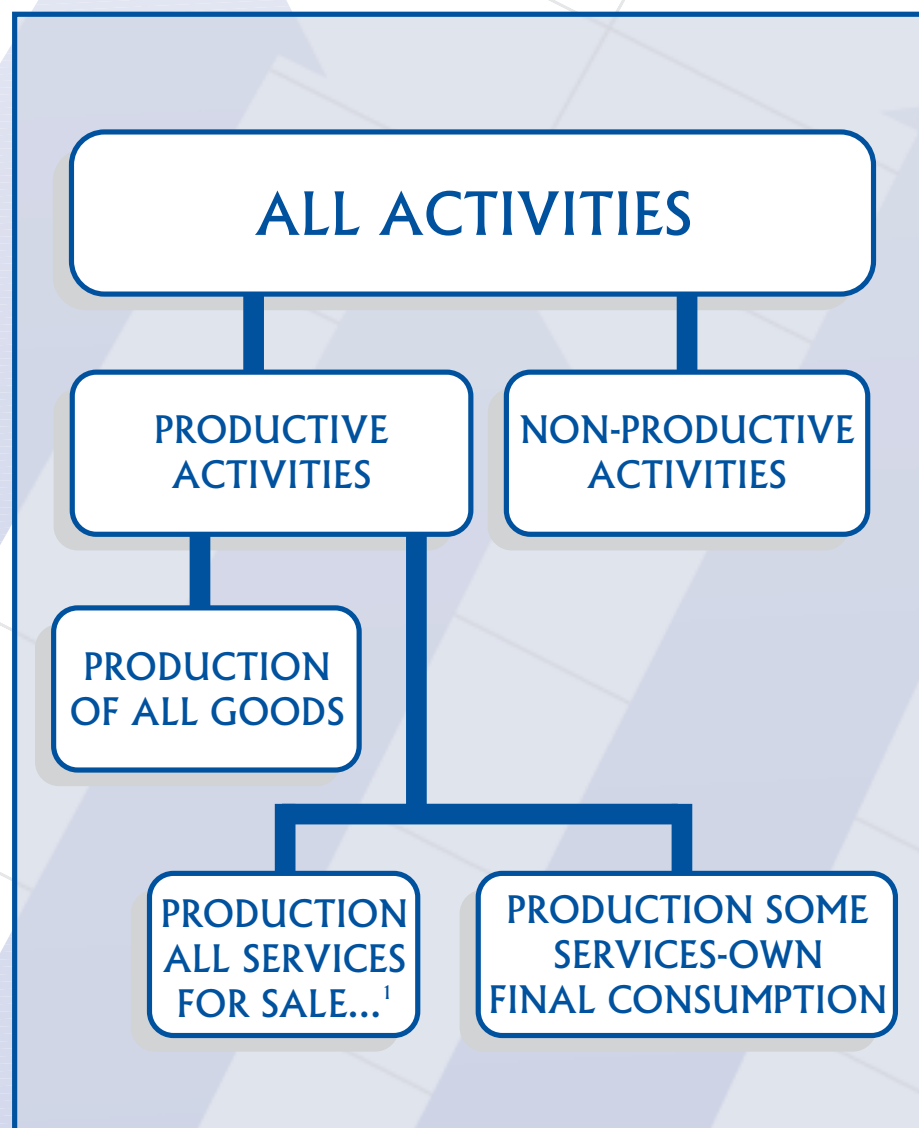 ALL ACTIVITIES
PRODUCTIVE
ACTIVITIES
NON-PRODUCTIVE
ACTIVITIES
PRODUCTION
OF ALL GOODS
PRODUCTION
ALL SERVICES
FOR SALE...¹
PRODUCTION SOME
SERVICES-OWN
FINAL CONSUMPTION